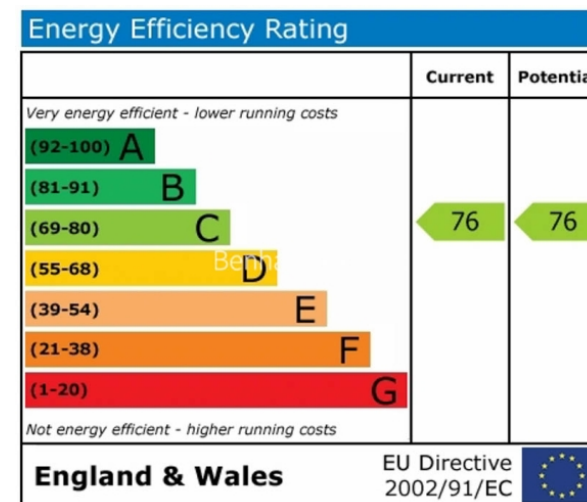 Energy Efficiency Rating
Current Potentia
Very energy efficient - lower running costs
(92-100) A
(81-91) B
(69-80) C 76 76
(55-68) D
Benha
(39-54) E
(21-38) F
(1-20) G
Not energy efficient - higher running costs
England & Wales
EU Directive
2002/91/EC